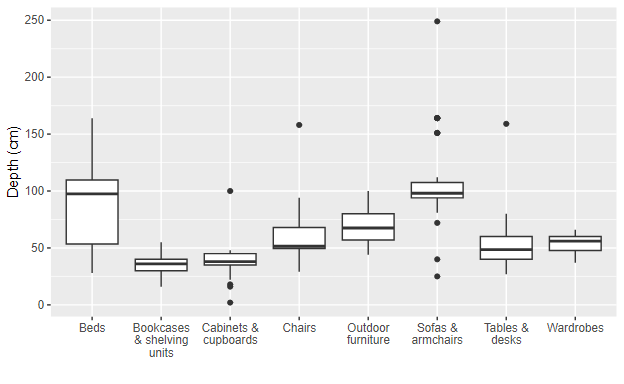 Depth (cm)
250
200
150
100
50
0
Beds
Bookcases
& shelving
units
Cabinets &
cupboards
Chairs
Outdoor
furniture
Sofas &
armchairs
Tables &
desks
Wardrobes